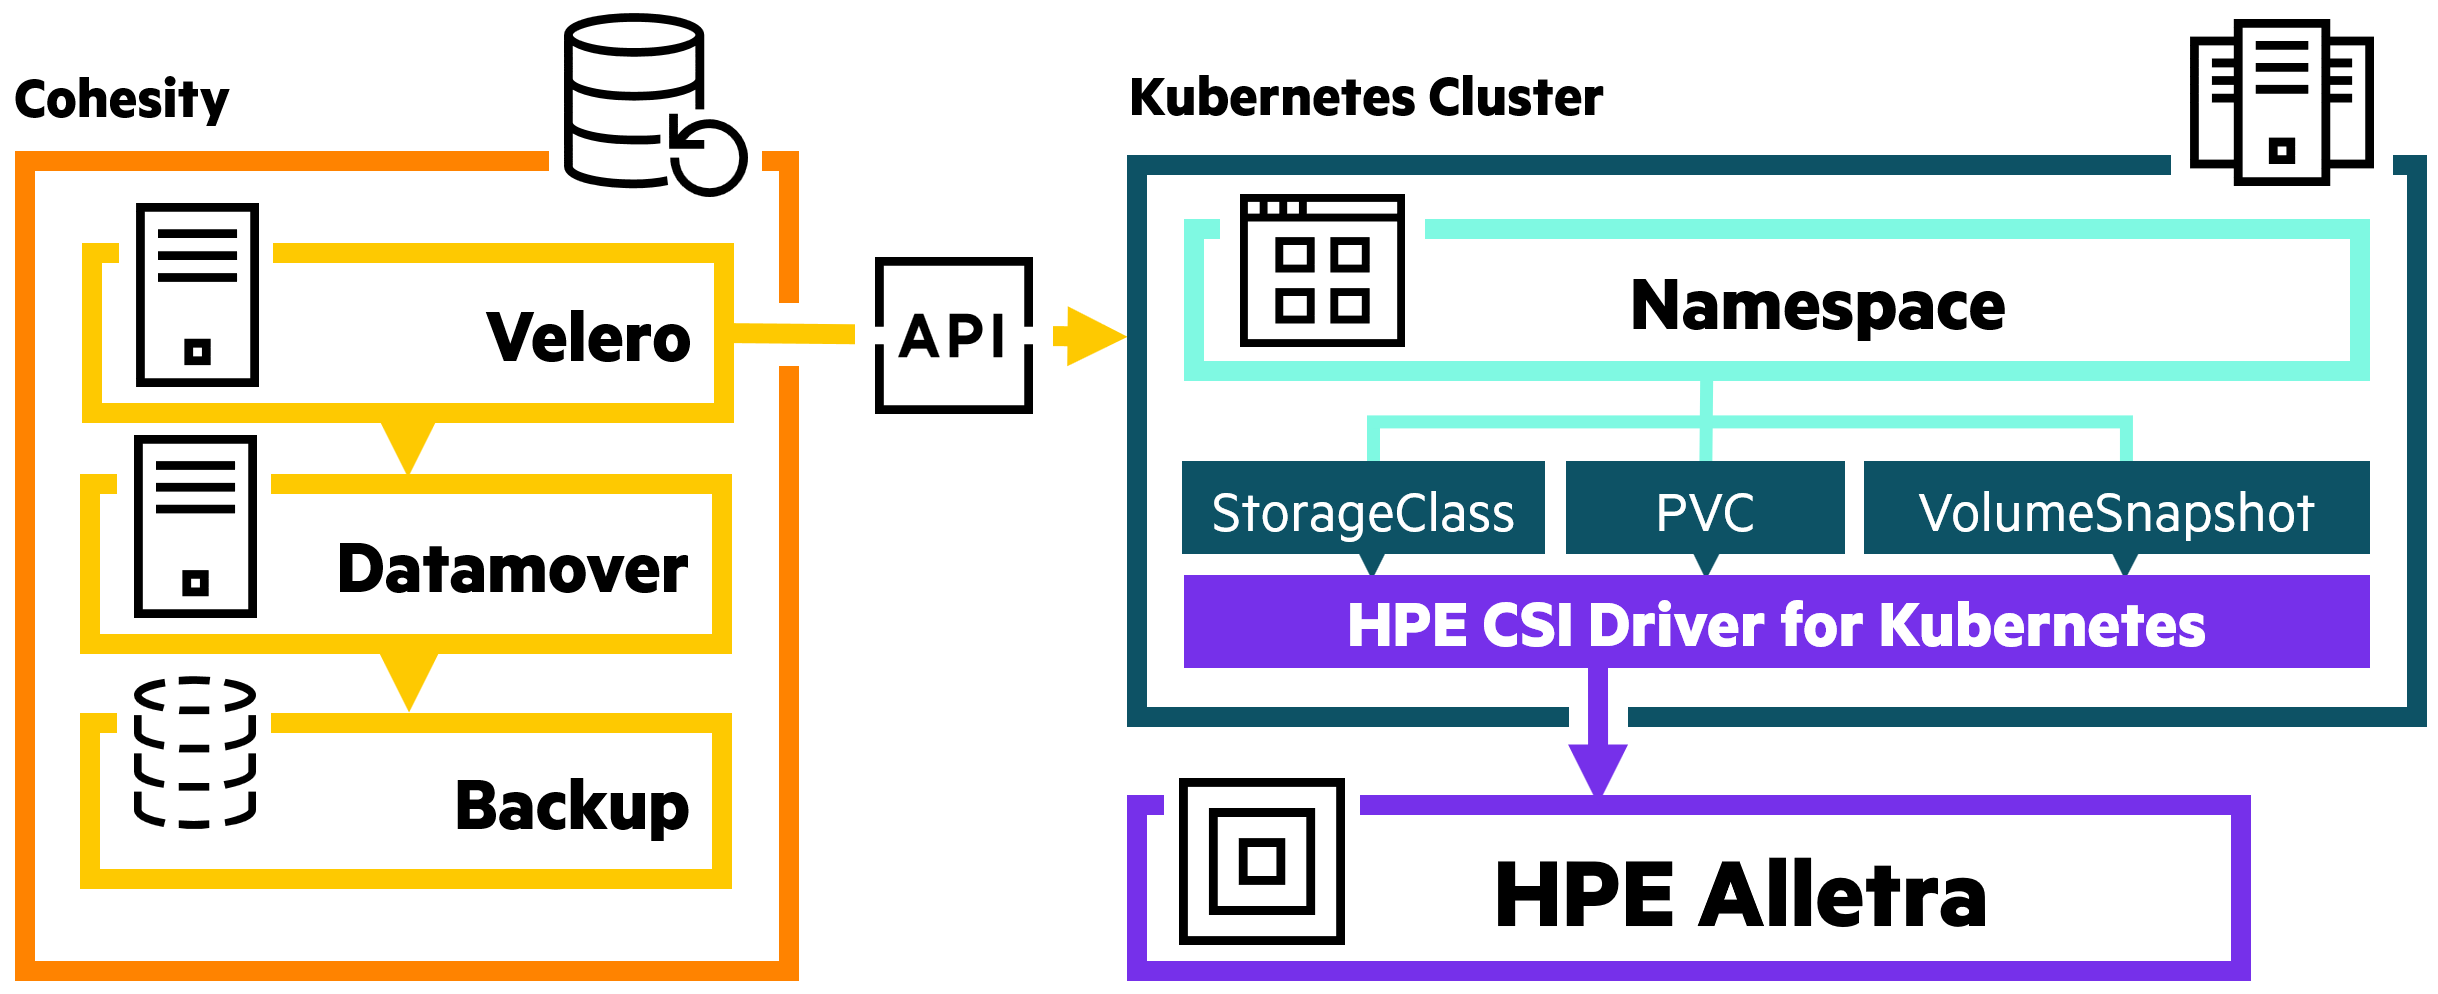 Cohesity
Velero
Datamover
Backup
API
Kubernetes Cluster
Namespace
StorageClass
PVC
VolumeSnapshot
HPE CSI Driver for Kubernetes
HPE Alletra